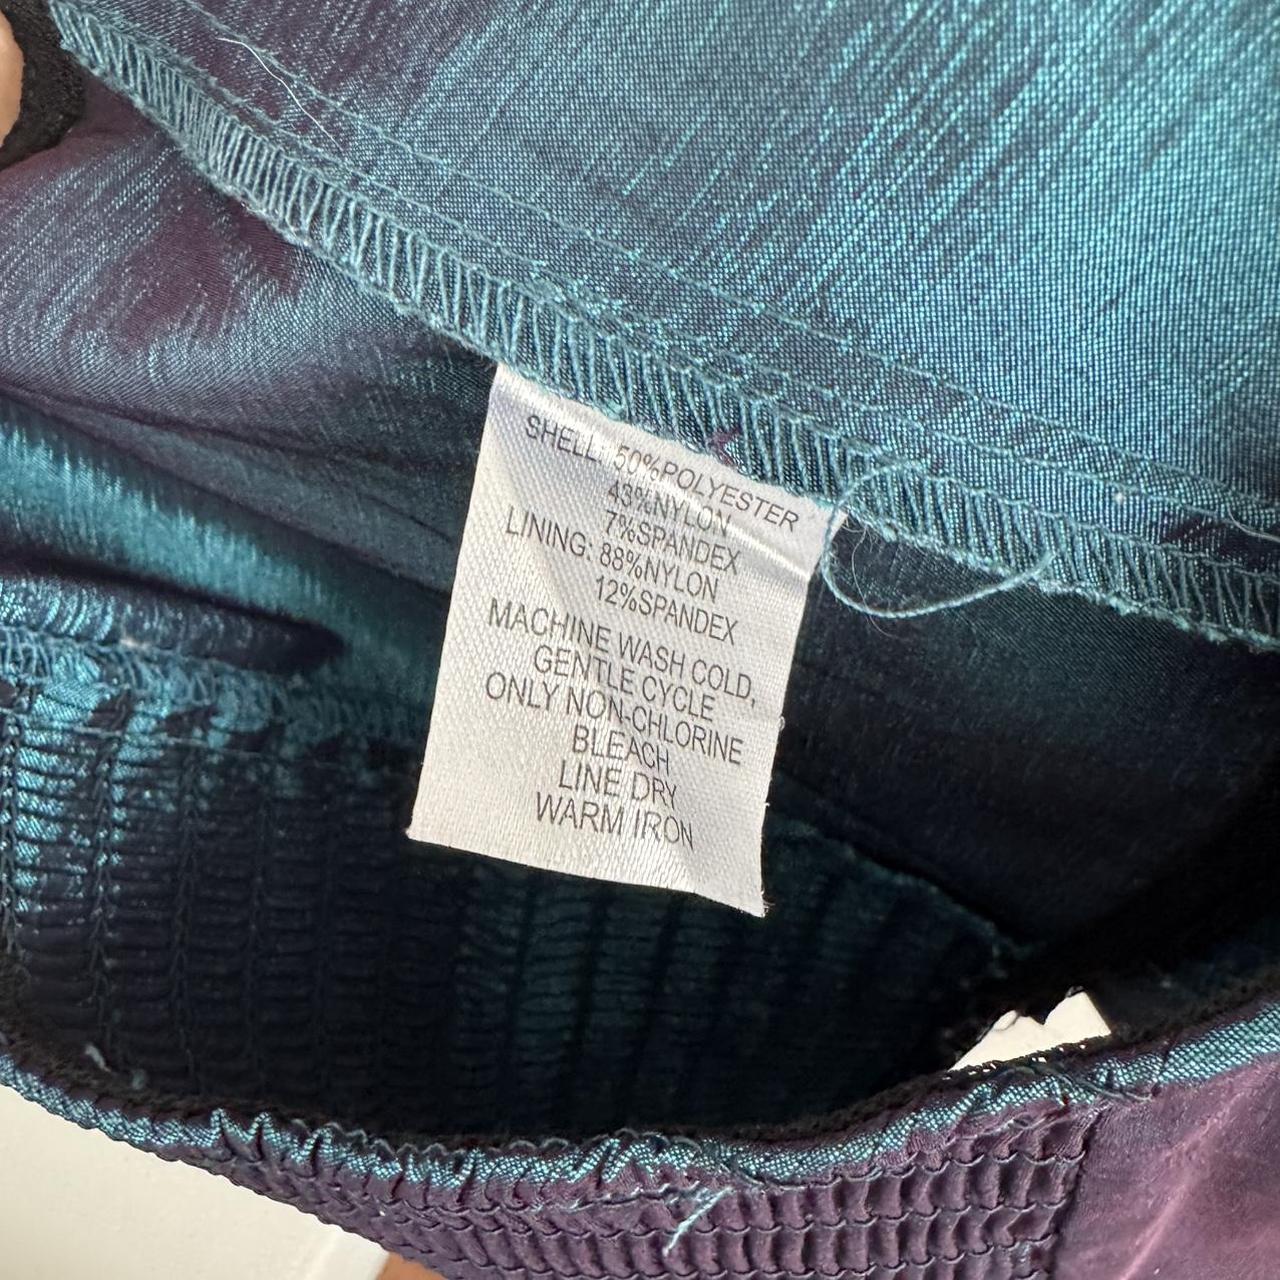 SHELL: 50%POLYESTER
43%NYLON
7%SPANDEX
LINING: 88%NYLON
12%SPANDEX
MACHINE WASH COLD,
GENTLE CYCLE
ONLY NON-CHLORINE
BLEACH
LINE DRY
WARM IRON